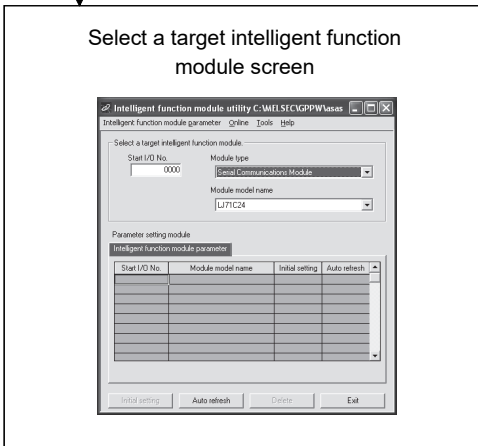 Select a target intelligent function
module screen
Intelligent function module utility C:\MELSEC\GPPW\asas
Intelligent function module parameter Online Tools Help
Select a target intelligent function module.
Start I/O No. Module type
0000 Serial Communications Module
Module model name
LJ71C24
Parameter setting module
Intelligent function module parameter
Start I/O No. Module model name Initial setting Auto refresh
Initial setting Auto refresh Delete Exit